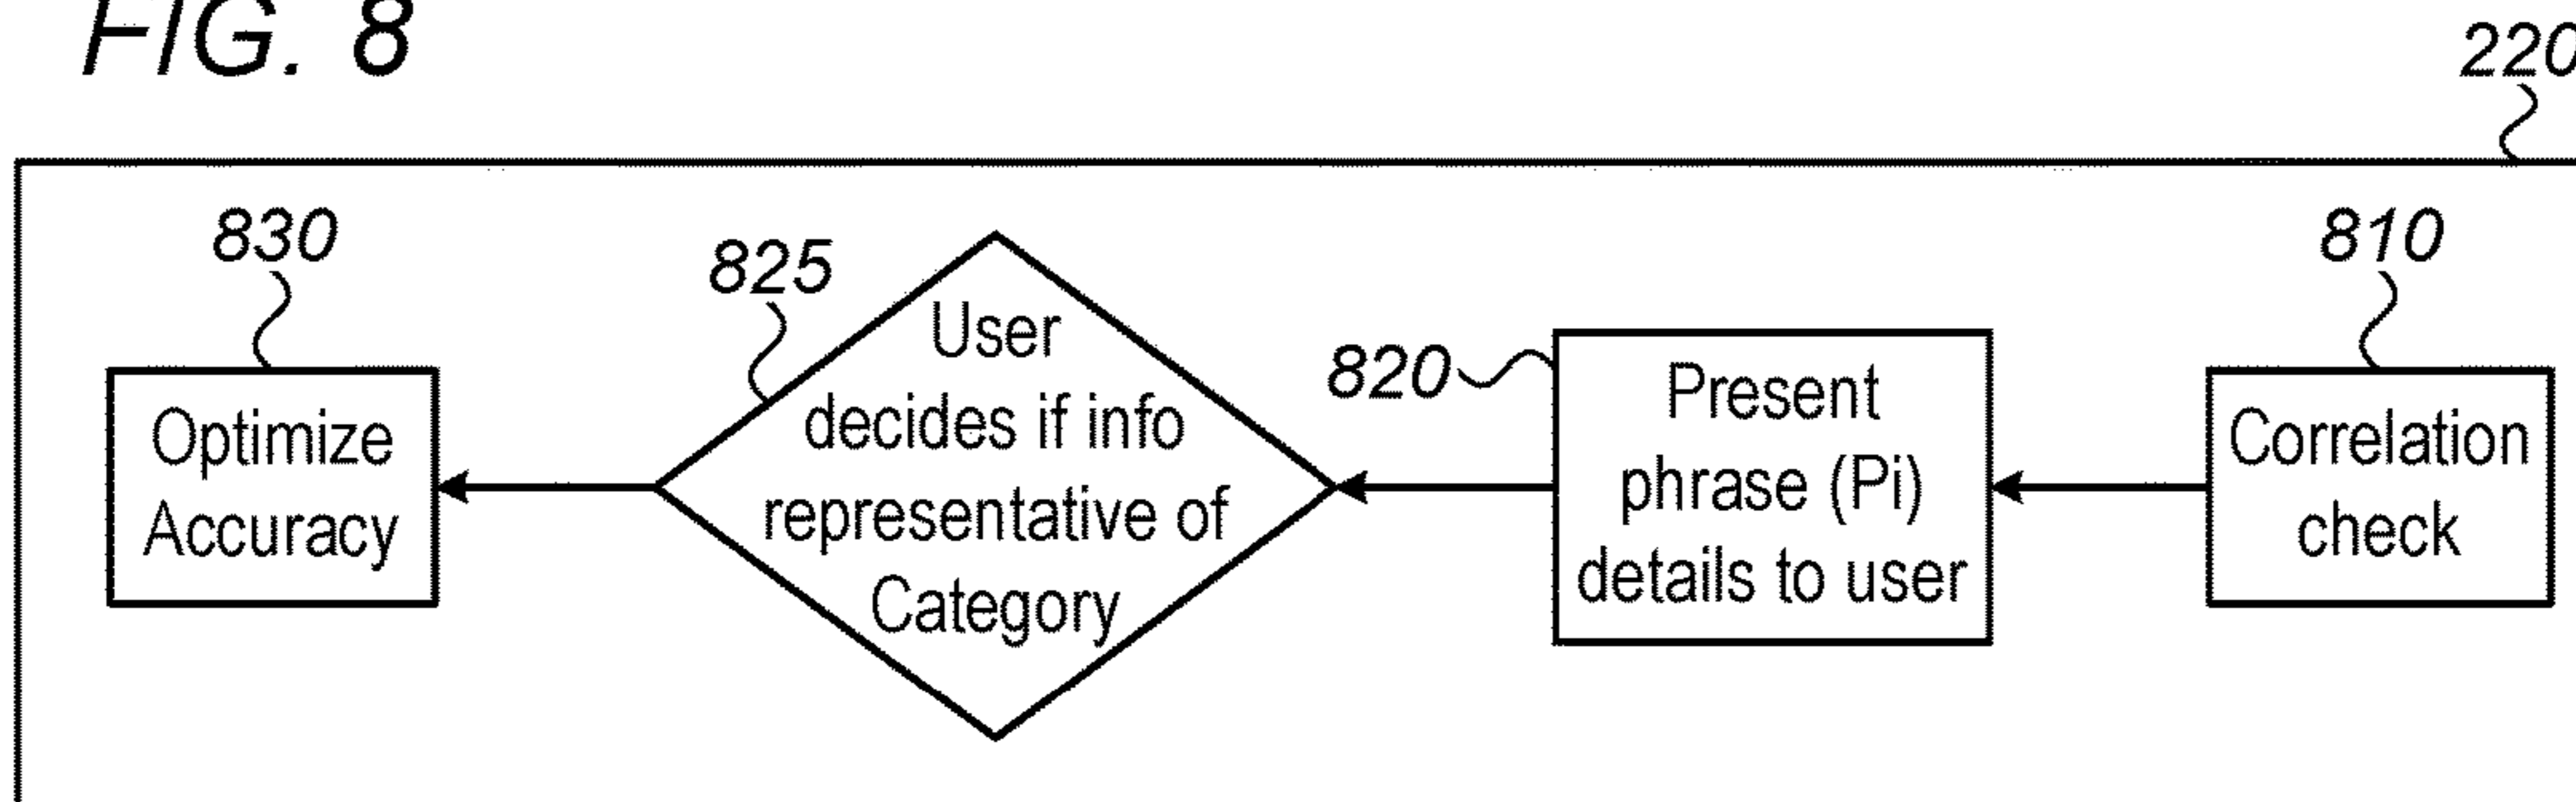 FIG. 8
220
830
Optimize
Accuracy
825
User
decides if info
representative of
Category
820
Present
phrase (Pi)
details to user
810
Correlation
check